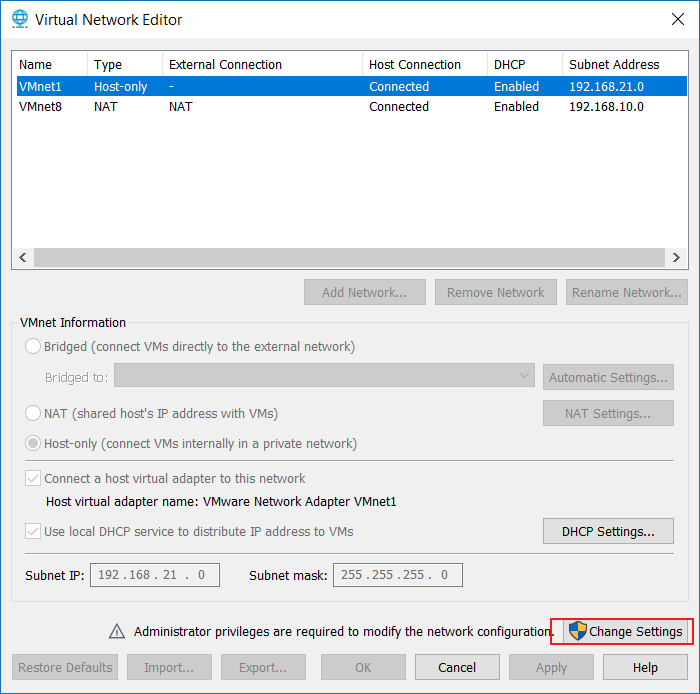 Virtual Network Editor
Name Type External Connection Host Connection DHCP Subnet Address
VMnet1 Host-only - Connected Enabled 192.168.21.0
VMnet8 NAT NAT Connected Enabled 192.168.10.0
Add Network... Remove Network Rename Network...
VMnet Information
Bridged (connect VMs directly to the external network)
Bridged to: Automatic Settings...
NAT (shared host's IP address with VMs) NAT Settings...
Host-only (connect VMs internally in a private network)
Connect a host virtual adapter to this network
Host virtual adapter name: VMware Network Adapter VMnet1
Use local DHCP service to distribute IP address to VMs DHCP Settings...
Subnet IP: 192 . 168 . 21 . 0 Subnet mask: 255 . 255 . 255 . 0
Administrator privileges are required to modify the network configuration. Change Settings
Restore Defaults Import... Export... OK Cancel Apply Help